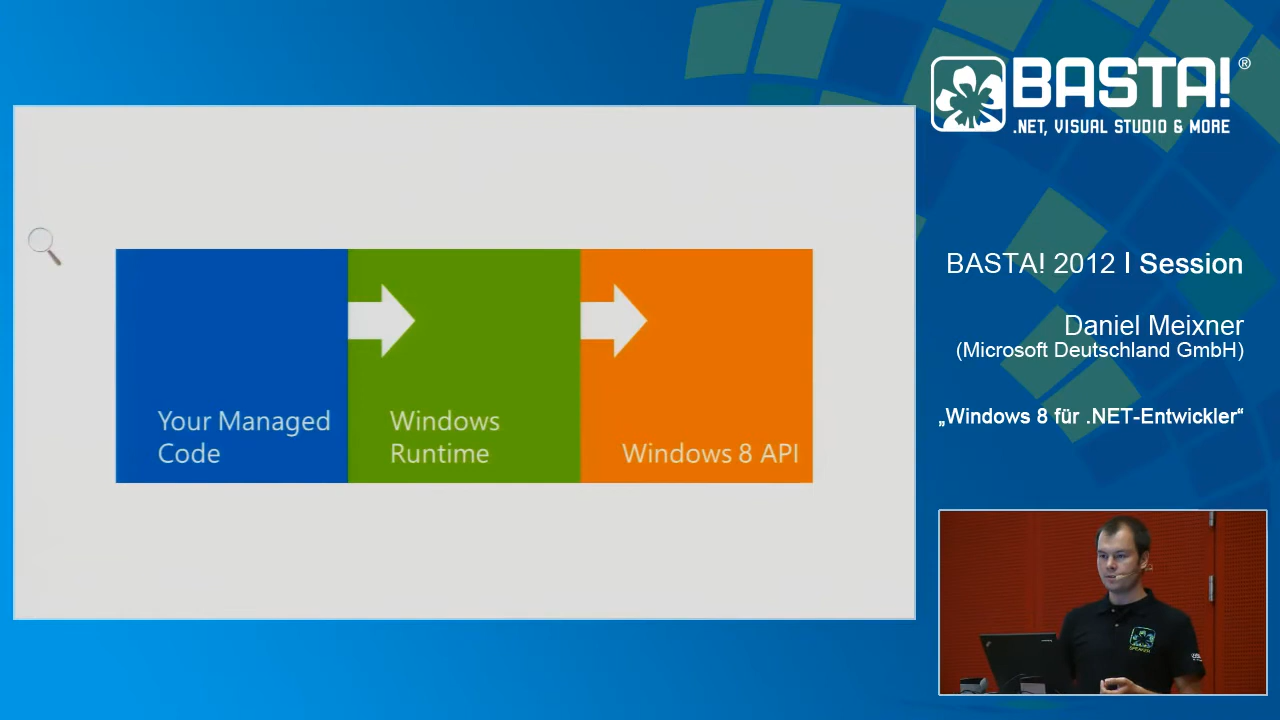 BASTA!®
.NET, VISUAL STUDIO & MORE
BASTA! 2012 I Session
Daniel Meixner
(Microsoft Deutschland GmbH)
„Windows 8 für .NET-Entwickler“
Your Managed
Code
Windows
Runtime
Windows 8 API
SPEAKER